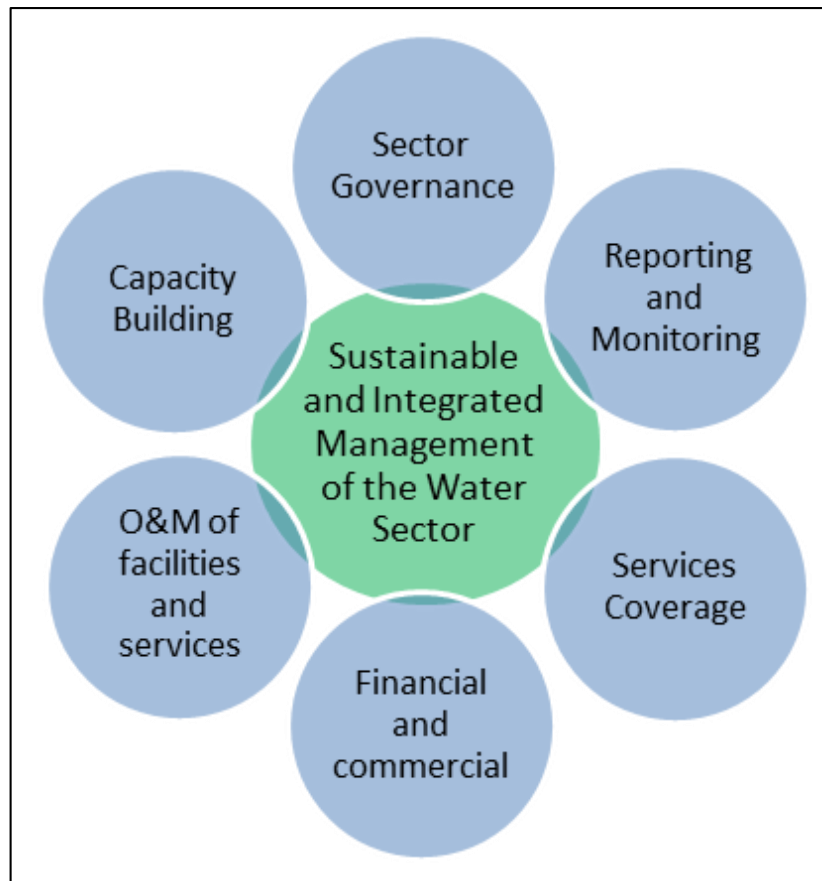 Sector
Governance
Reporting
and
Monitoring
Services
Coverage
Financial
and
commercial
O&M of
facilities
and
services
Capacity
Building
Sustainable
and Integrated
Management
of the Water
Sector